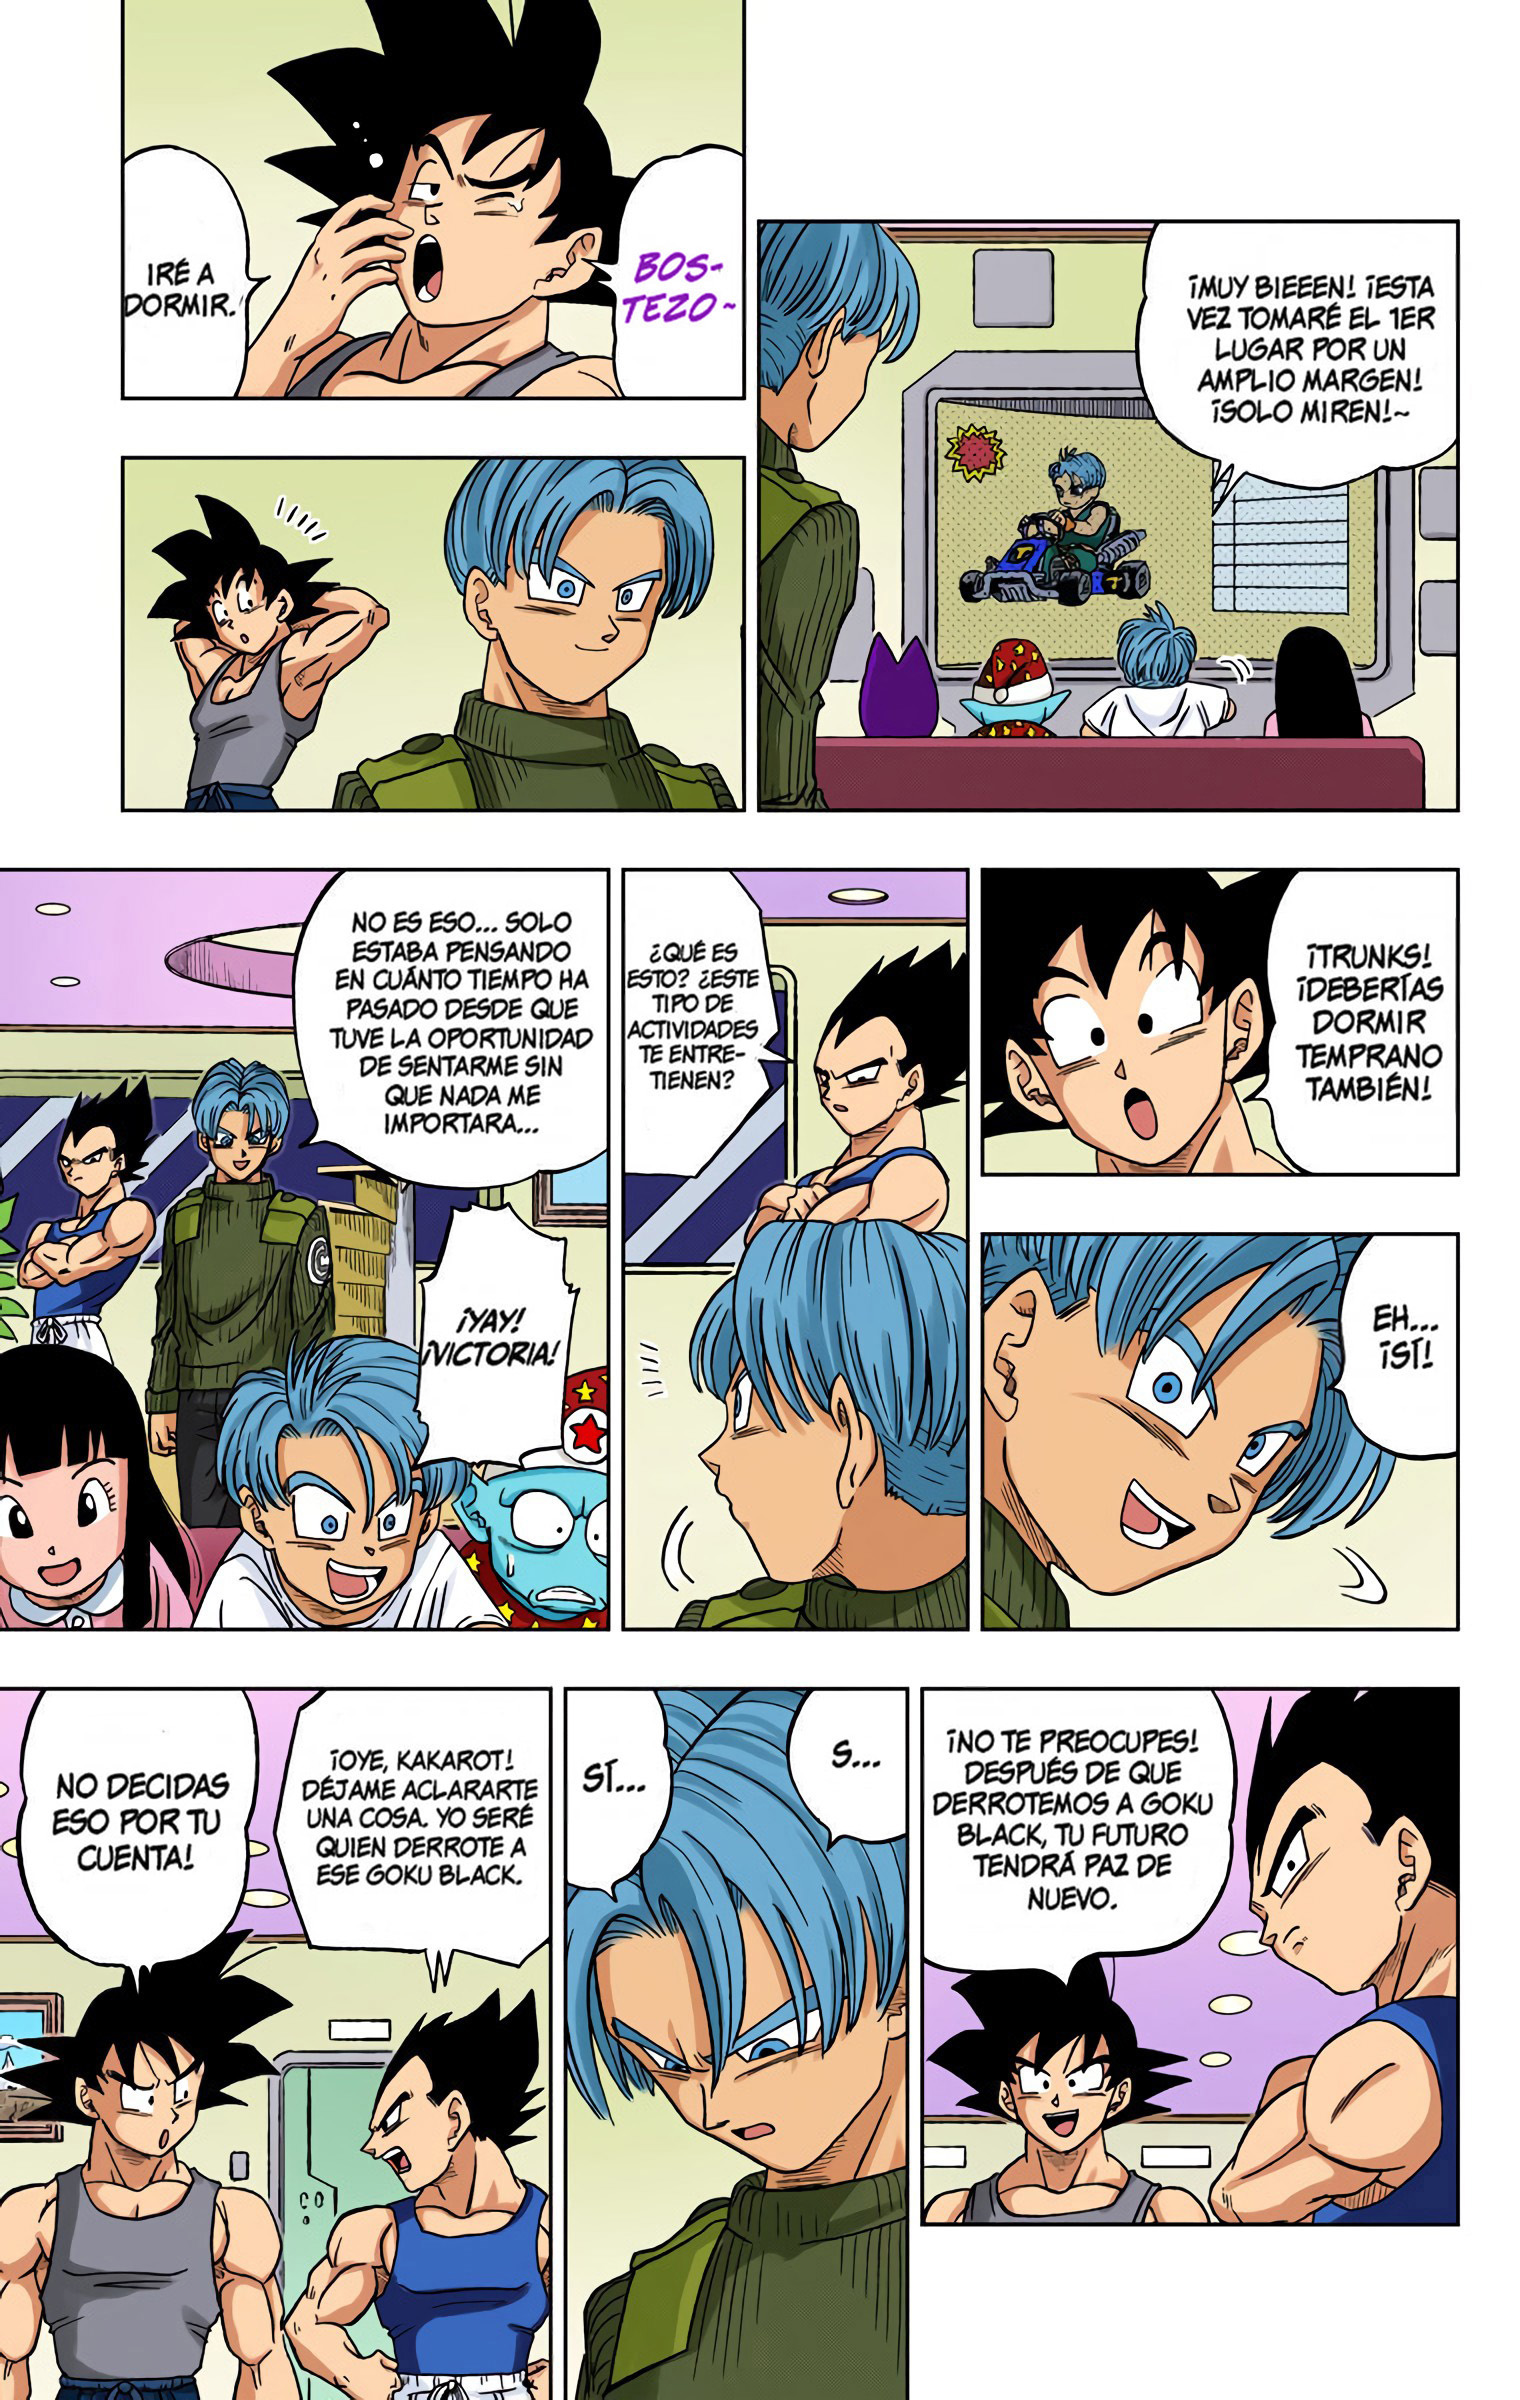 ¡MUY BIEEEN! ¡ESTA
VEZ TOMARÉ EL 1ER
LUGAR POR UN
AMPLIO MARGEN!
¡SOLO MIREN!~
BOS-
TEZO~
IRÉ A
DORMIR.
¡TRUNKS!
¡DEBERÍAS
DORMIR
TEMPRANO
TAMBIÉN!
EH...
¡SÍ!
¿QUÉ ES
ESTO? ¿ESTE
TIPO DE
ACTIVIDADES
TE ENTRE-
TIENEN?
NO ES ESO... SOLO
ESTABA PENSANDO
EN CUÁNTO TIEMPO HA
PASADO DESDE QUE
TUVE LA OPORTUNIDAD
DE SENTARME SIN
QUE NADA ME
IMPORTARA...
¡YAY!
¡VICTORIA!
¡NO TE PREOCUPES!
DESPUÉS DE QUE
DERROTEMOS A GOKU
BLACK, TU FUTURO
TENDRÁ PAZ DE
NUEVO.
S...
SÍ...
¡OYE, KAKAROT!
DÉJAME ACLARARTE
UNA COSA. YO SERÉ
QUIEN DERROTE A
ESE GOKU BLACK.
NO DECIDAS
ESO POR TU
CUENTA!